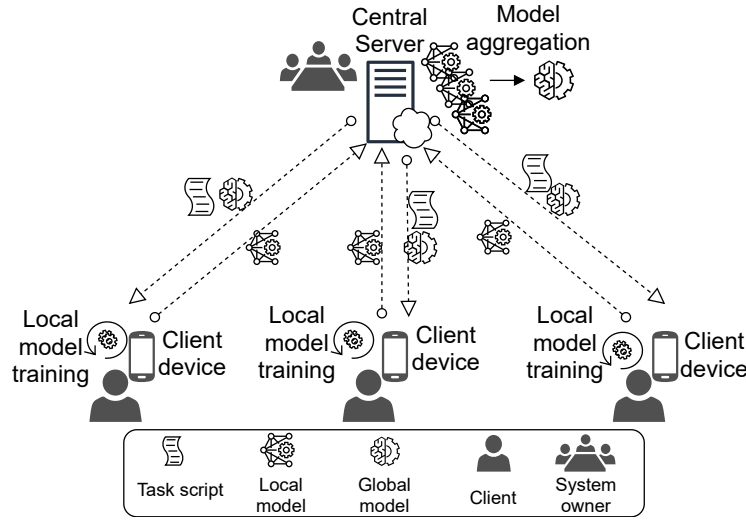 Central
Server
Model
aggregation
Local
model
training
Client
device
Local
model
training
Client
device
Local
model
training
Client
device
Task script
Local
model
Global
model
Client
System
owner